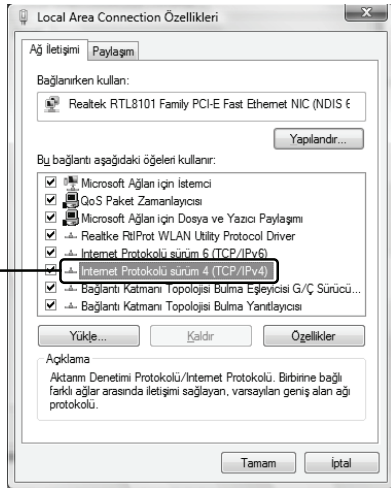 Local Area Connection Özellikleri
Ağ İletişimi Paylaşım
Bağlanırken kullan:
Realtek RTL8101 Family PCI-E Fast Ethernet NIC (NDIS 6
Yapılandır...
Bu bağlantı aşağıdaki öğeleri kullanır:
Microsoft Ağları için İstemci
QoS Paket Zamanlayıcısı
Microsoft Ağları için Dosya ve Yazıcı Paylaşımı
Realtke RtlProt WLAN Utility Protocol Driver
Internet Protokolü sürüm 6 (TCP/IPv6)
Internet Protokolü sürüm 4 (TCP/IPv4)
Bağlantı Katmanı Topolojisi Bulma Eşleyicisi G/Ç Sürücü...
Bağlantı Katmanı Topolojisi Bulma Yanıtlayıcısı
Yükle... Kaldır Özellikler
Açıklama
Aktarım Denetimi Protokolü/Internet Protokolü. Birbirine bağlı
farklı ağlar arasında iletişimi sağlayan, varsayılan geniş alan ağı
protokolü.
Tamam İptal